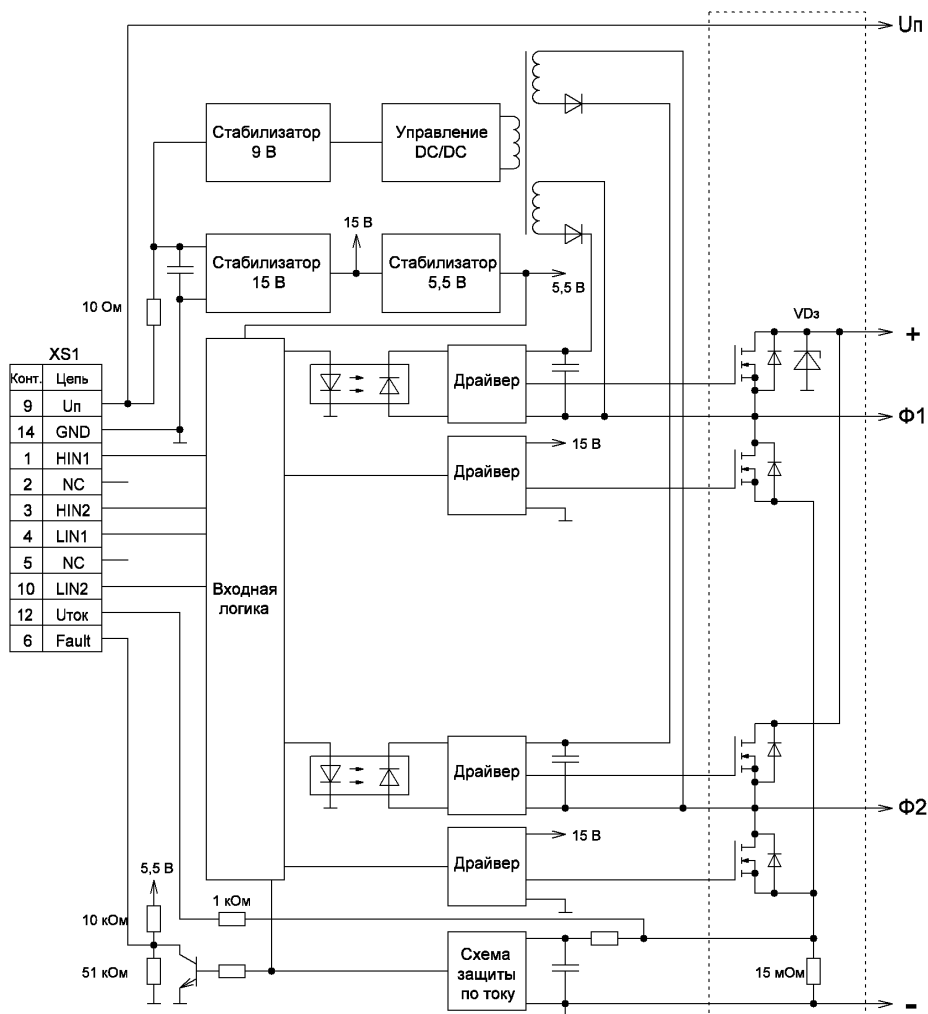 Uп
Стабилизатор
9 В
Управление
DC/DC
15 В
Стабилизатор
15 В
Стабилизатор
5,5 В
5,5 В
10 Ом
VDз
+
XS1
Конт. Цепь
9 Uп
14 GND
1 HIN1
2 NC
3 HIN2
4 LIN1
5 NC
10 LIN2
12 Uток
6 Fault
Драйвер
Ф1
Драйвер
15 В
Входная
логика
Драйвер
Ф2
Драйвер
15 В
5,5 В
10 кОм
1 кОм
51 кОм
Схема
защиты
по току
15 мОм
-